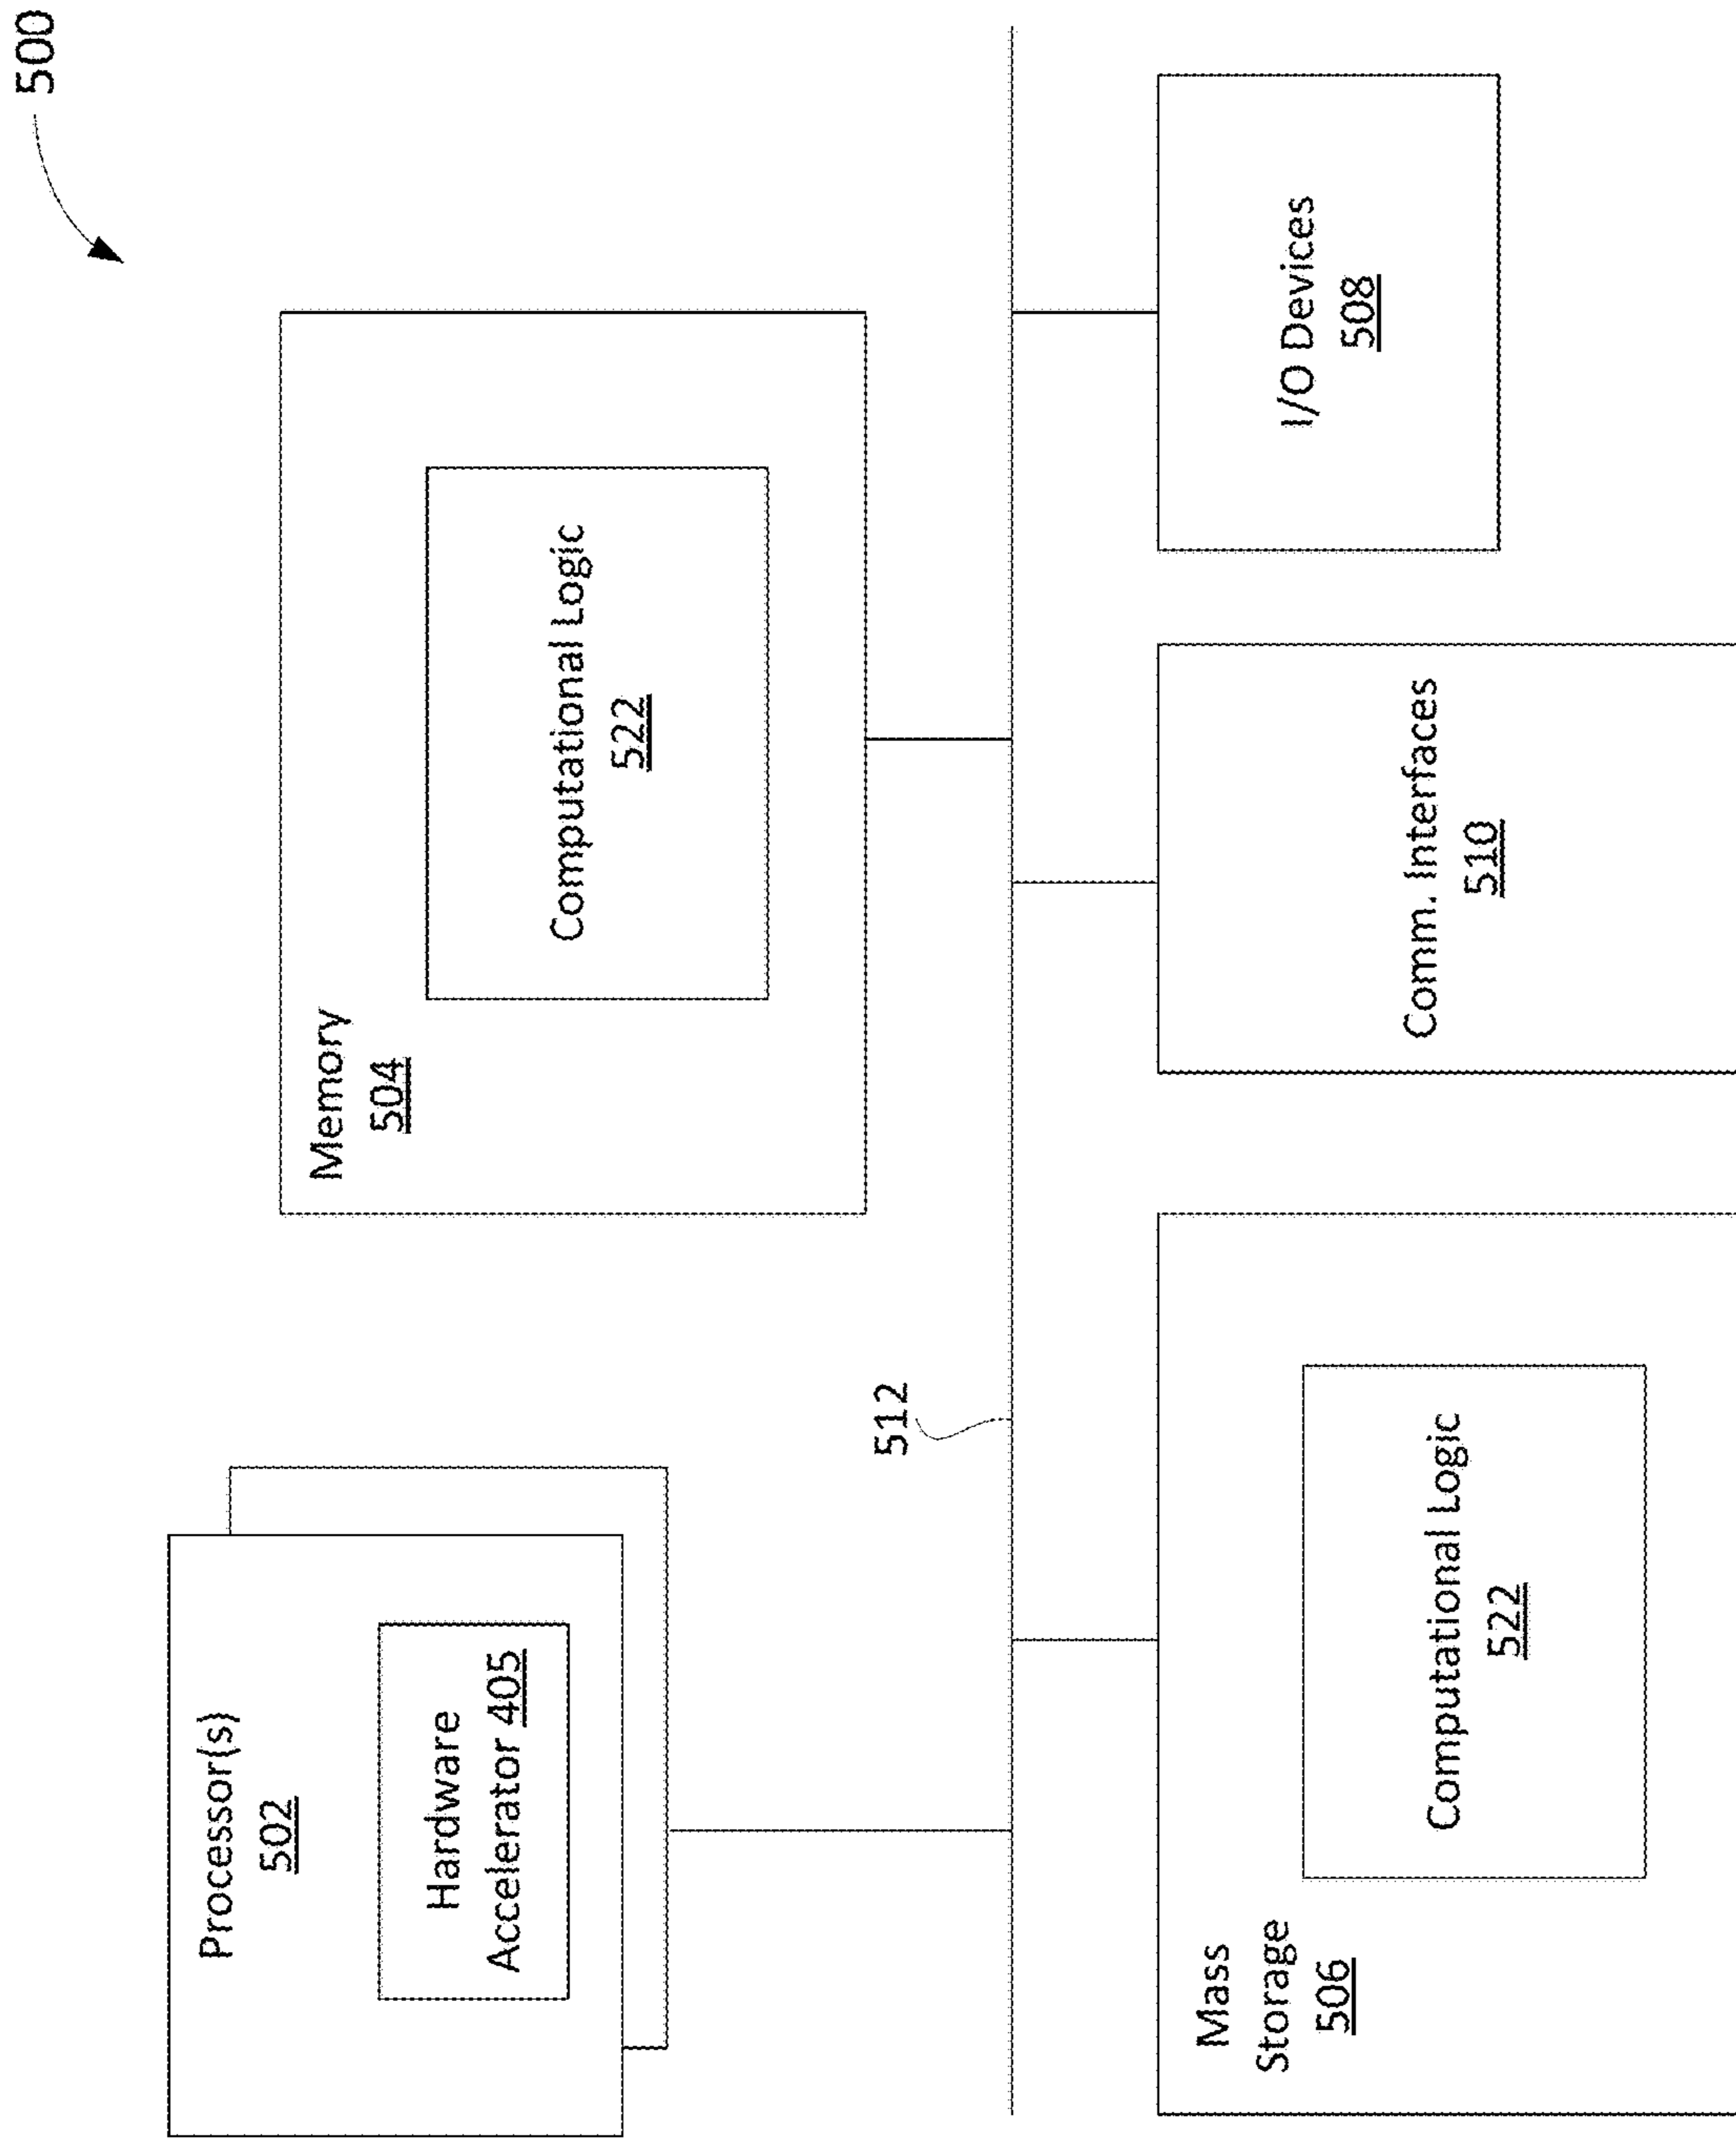 500
Processor(s)
502
Hardware
Accelerator 405
Memory
504
Computational Logic
522
512
Mass
Storage
506
Computational Logic
522
Comm. Interfaces
510
I/O Devices
508